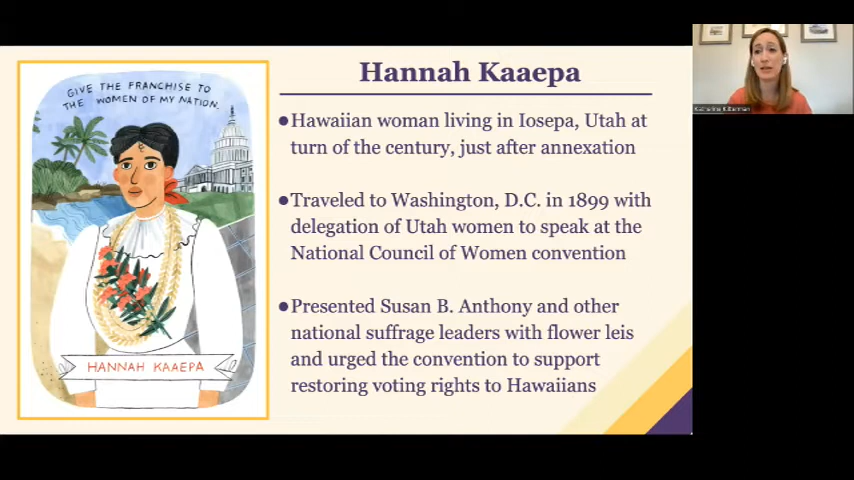 Hannah Kaaepa
GIVE THE FRANCHISE TO
THE WOMEN OF MY NATION.
HANNAH KAAEPA
●Hawaiian woman living in Iosepa, Utah at
turn of the century, just after annexation
●Traveled to Washington, D.C. in 1899 with
delegation of Utah women to speak at the
National Council of Women convention
●Presented Susan B. Anthony and other
national suffrage leaders with flower leis
and urged the convention to support
restoring voting rights to Hawaiians